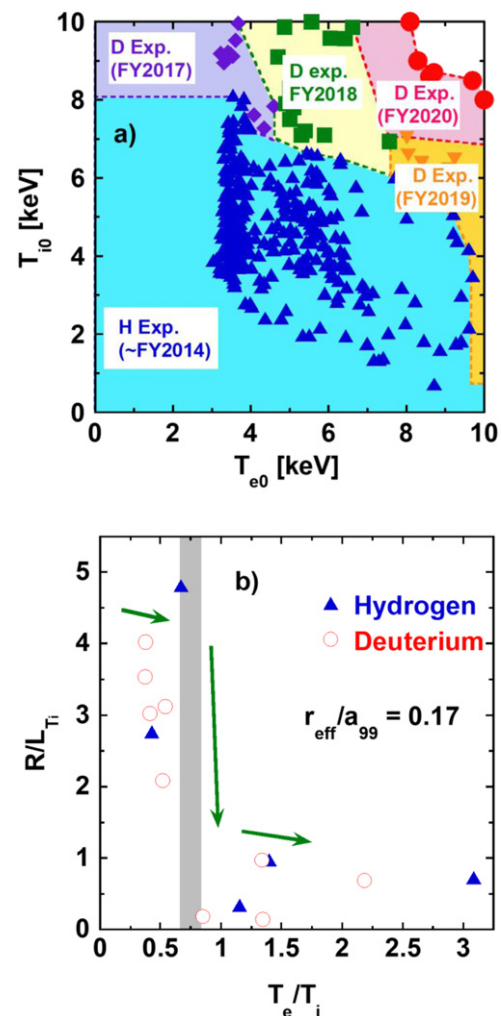 10
8
6
4
2
0
T_i0 [keV]
D Exp.
(FY2017)
a)
D exp.
FY2018
D Exp.
(FY2020)
D Exp.
(FY2019)
H Exp.
(~FY2014)
0 2 4 6 8 10
T_e0 [keV]
5
4
3
2
1
0
R/L_Ti
b)
Hydrogen
Deuterium
r_eff/a_99 = 0.17
0 0.5 1 1.5 2 2.5 3
T_e/T_i